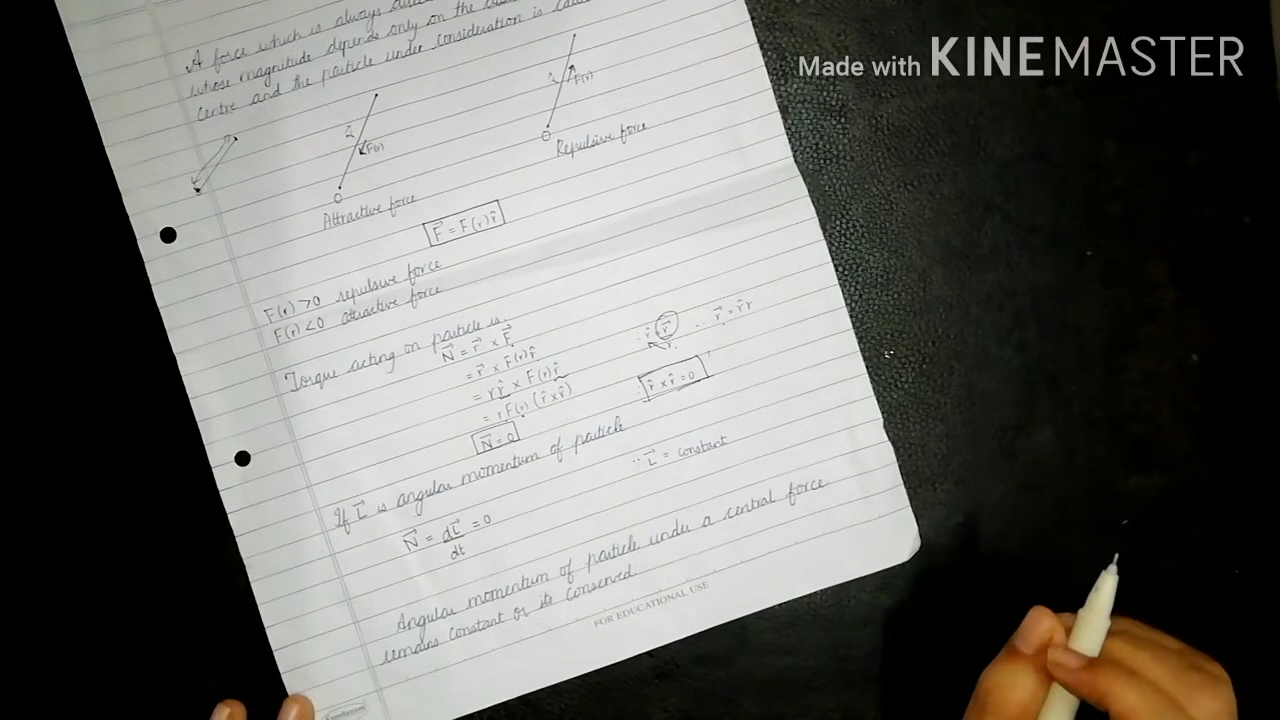 Made with KINEMASTER
A force which is always
whose magnitude depends only on the
centre and the particle under consideration is
r̂
F(r)
O
Attractive force
F(r)
O
Repulsive force
F⃗ = F(r) r̂
F(r) > 0 repulsive force
F(r) < 0 attractive force
Torque acting on particle is.
N⃗ = r⃗ × F⃗
= r⃗ × F(r) r̂
∴ r⃗ = r̂ r
= r r̂ × F(r) r̂
= r F(r) (r̂ × r̂)
∴ r̂ × r̂ = 0
N⃗ = 0
If L⃗ is angular momentum of particle
N⃗ = dL⃗/dt = 0
∵ L⃗ = constant
Angular momentum of particle under a central force
remains constant or its conserved.
FOR EDUCATIONAL USE